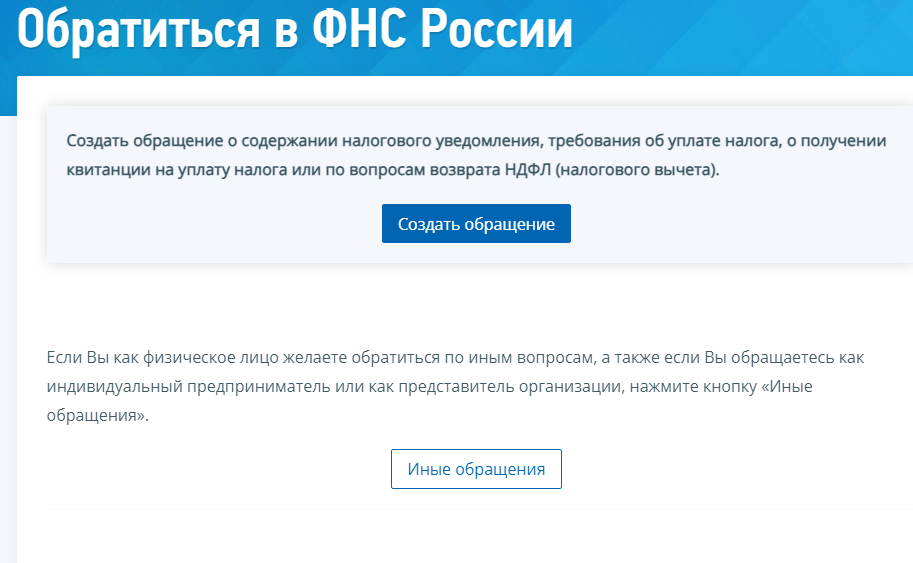 Обратиться в ФНС России
Создать обращение о содержании налогового уведомления, требования об уплате налога, о получении
квитанции на уплату налога или по вопросам возврата НДФЛ (налогового вычета).
Создать обращение
Если Вы как физическое лицо желаете обратиться по иным вопросам, а также если Вы обращаетесь как
индивидуальный предприниматель или как представитель организации, нажмите кнопку «Иные
обращения».
Иные обращения